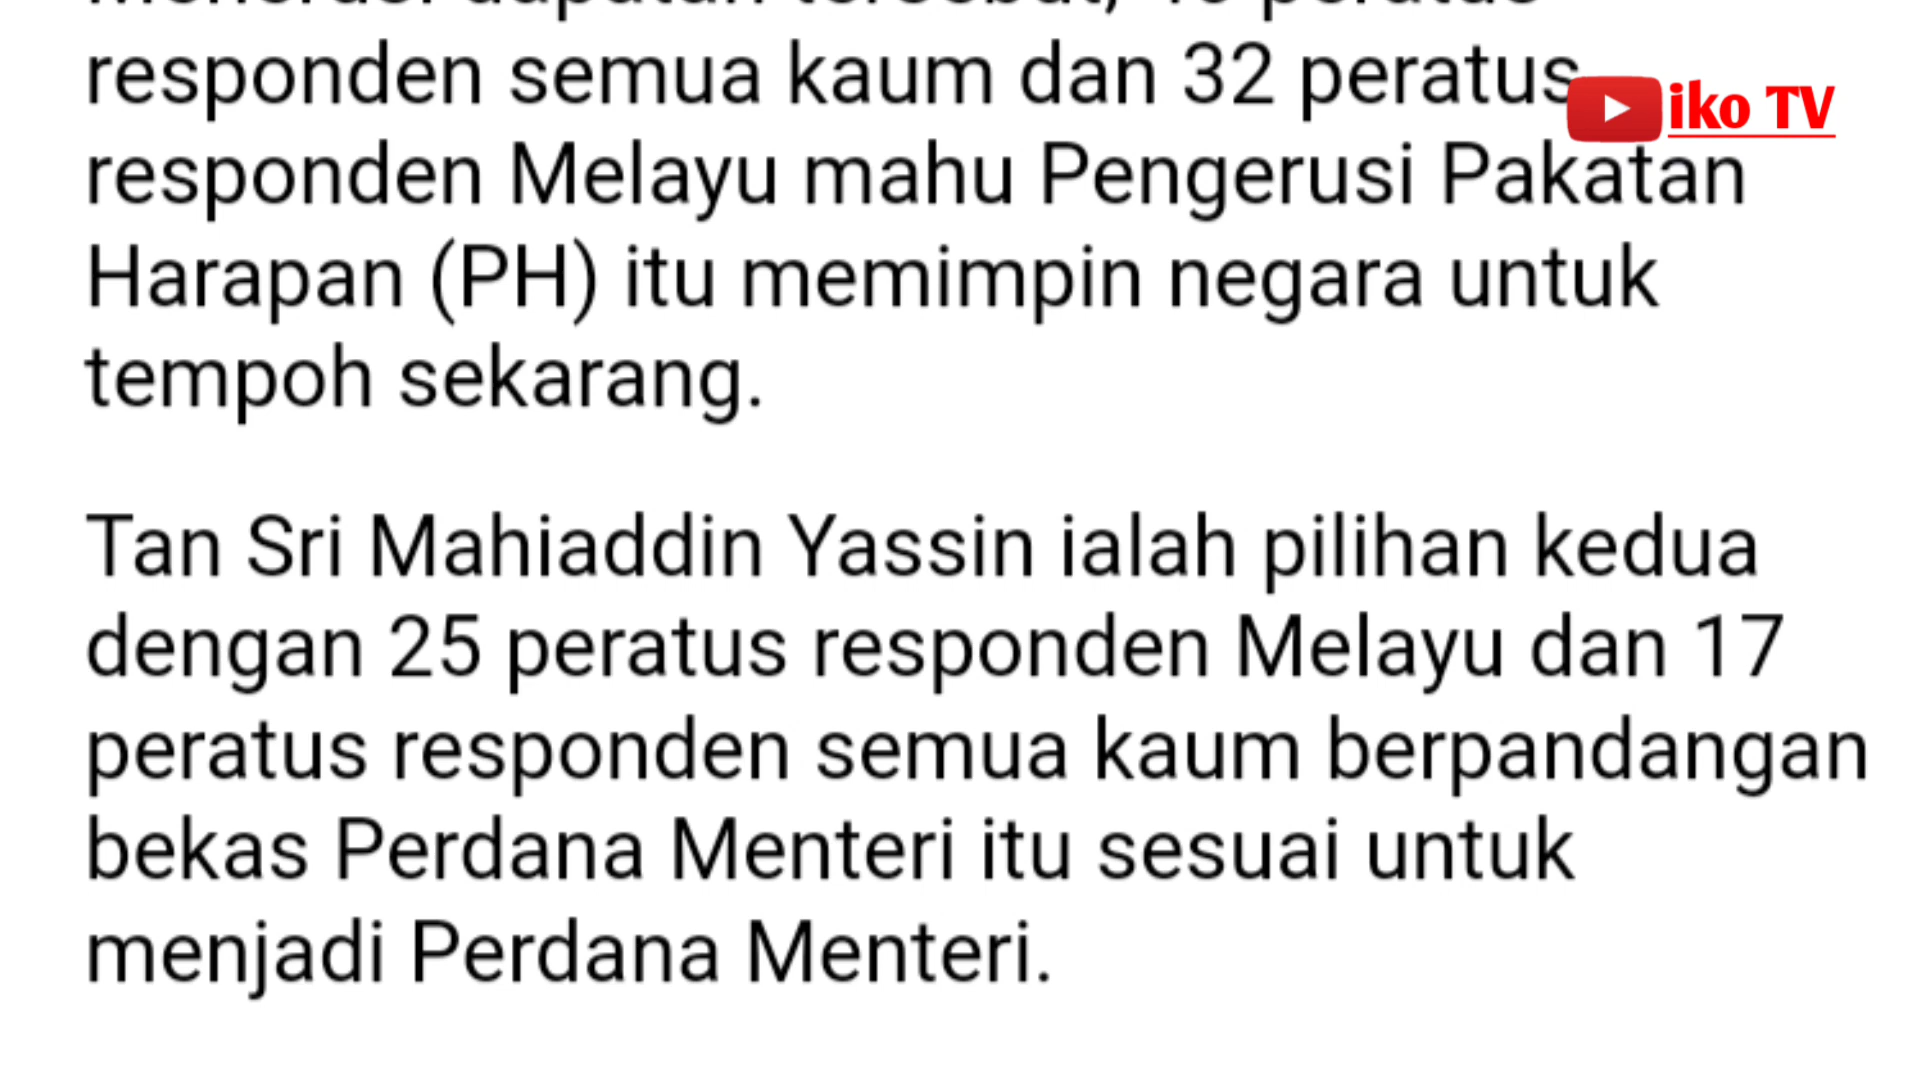 responden semua kaum dan 32 peratus
iko TV
responden Melayu mahu Pengerusi Pakatan
Harapan (PH) itu memimpin negara untuk
tempoh sekarang.
Tan Sri Mahiaddin Yassin ialah pilihan kedua
dengan 25 peratus responden Melayu dan 17
peratus responden semua kaum berpandangan
bekas Perdana Menteri itu sesuai untuk
menjadi Perdana Menteri.